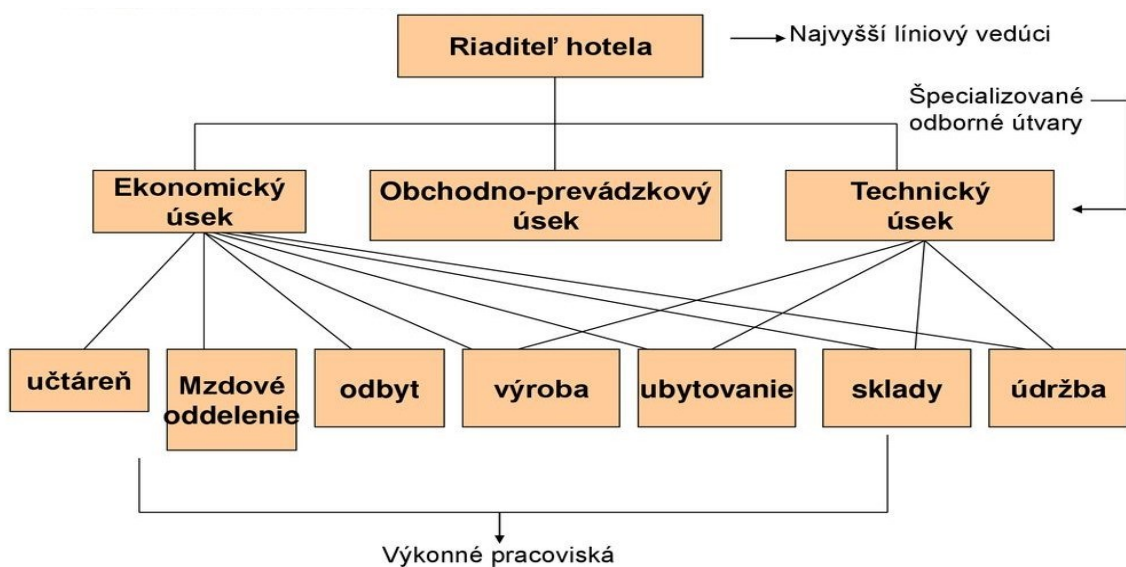 Riaditeľ hotela
Najvyšší líniový vedúci
Špecializované
odborné útvary
Ekonomický
úsek
Obchodno-prevádzkový
úsek
Technický
úsek
učtáreň
Mzdové
oddelenie
odbyt
výroba
ubytovanie
sklady
údržba
Výkonné pracoviská